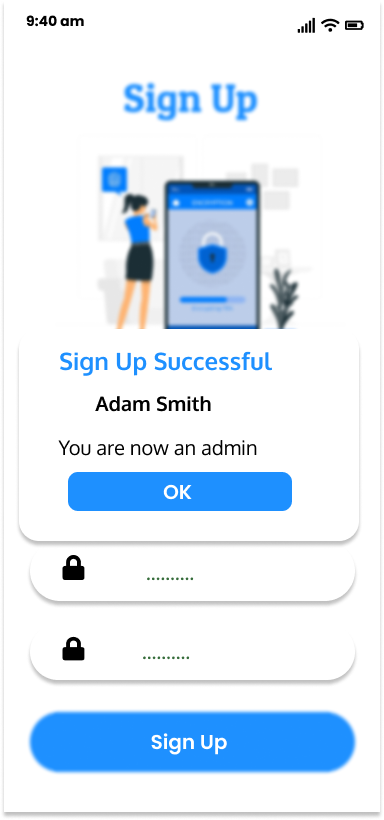 9:40 am
Sign Up
Sign Up Successful
Adam Smith
You are now an admin
OK
..........
..........
Sign Up